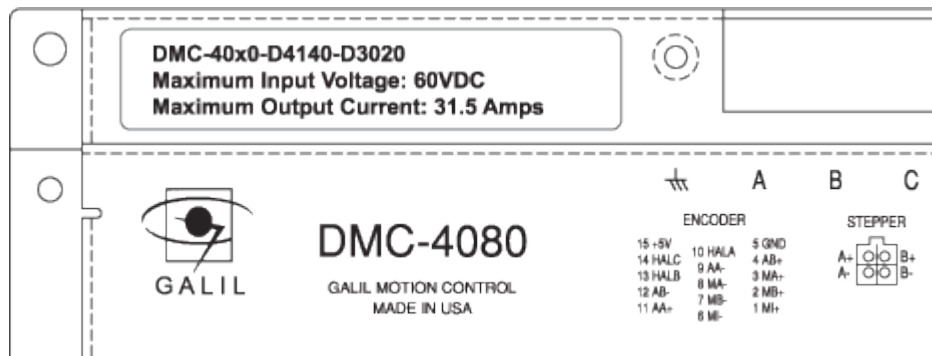 DMC-40x0-D4140-D3020
Maximum Input Voltage: 60VDC
Maximum Output Current: 31.5 Amps
A B C
GALIL
DMC-4080
GALIL MOTION CONTROL
MADE IN USA
ENCODER
15 +5V
14 HALC
13 HALB
12 AB-
11 AA+
10 HALA
9 AA-
8 MA-
7 MB-
6 MI-
5 GND
4 AB+
3 MA+
2 MB+
1 MI+
STEPPER
A+ B+
A- B-